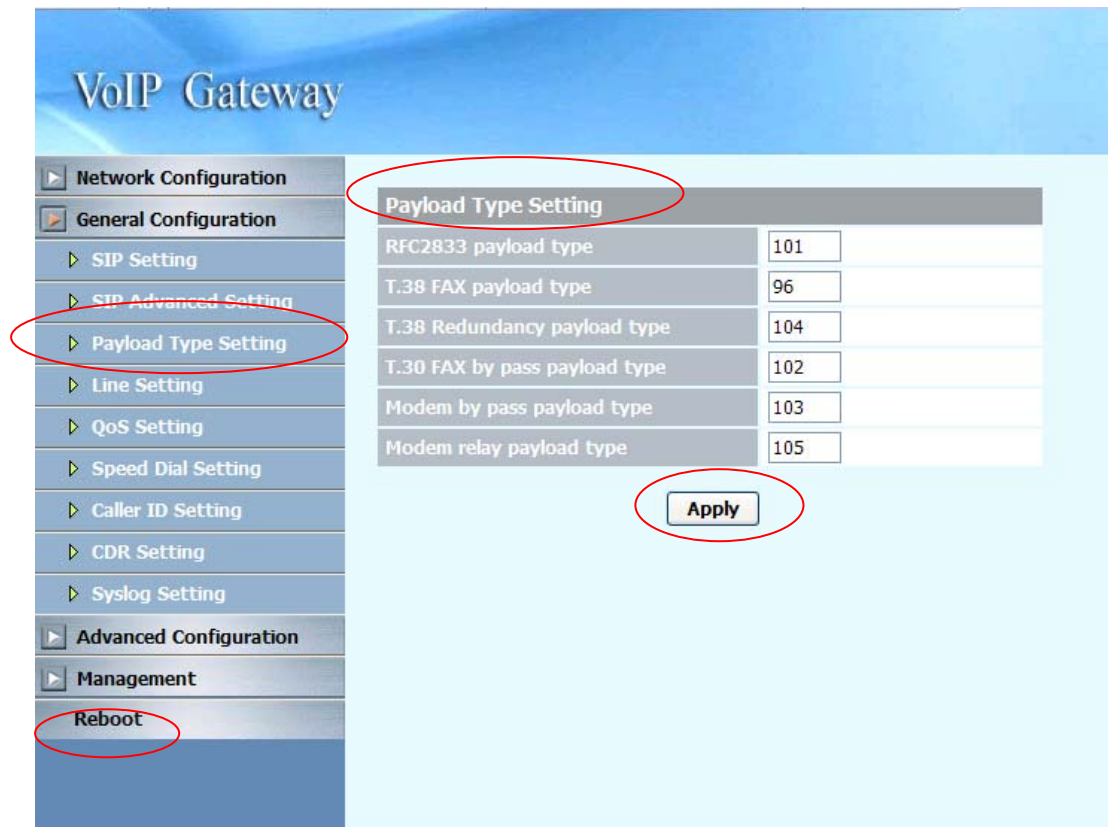 VoIP Gateway
Network Configuration
General Configuration
SIP Setting
SIP Advanced Setting
Payload Type Setting
Line Setting
QoS Setting
Speed Dial Setting
Caller ID Setting
CDR Setting
Syslog Setting
Advanced Configuration
Management
Reboot
Payload Type Setting
RFC2833 payload type 101
T.38 FAX payload type 96
T.38 Redundancy payload type 104
T.30 FAX by pass payload type 102
Modem by pass payload type 103
Modem relay payload type 105
Apply